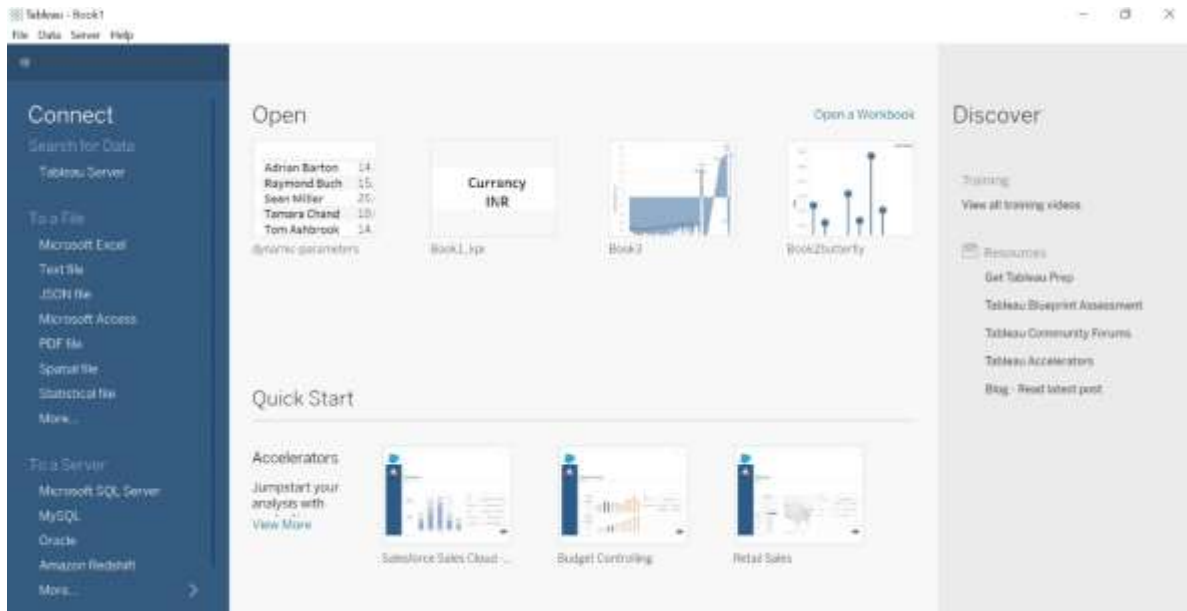 Tableau - Book1
File Data Server Help
Connect
Search for Data
Tableau Server
To a File
Microsoft Excel
Text file
JSON file
Microsoft Access
PDF file
Spatial file
Statistical file
More...
To a Server
Microsoft SQL Server
MySQL
Oracle
Amazon Redshift
More...
Open
Open a Workbook
Adrian Barton 14.
Raymond Buch 15.
Sean Miller 25.
Tamara Chand 19.
Tom Ashbrook 14.
dynamic parameters
Currency
INR
Book1_kpi
Book3
Book2butterfly
Quick Start
Accelerators
Jumpstart your
analysis with
View More
Salesforce Sales Cloud - ...
Budget Controlling
Retail Sales
Discover
Training
View all training videos
Resources
Get Tableau Prep
Tableau Blueprint Assessment
Tableau Community Forums
Tableau Accelerators
Blog - Read latest post